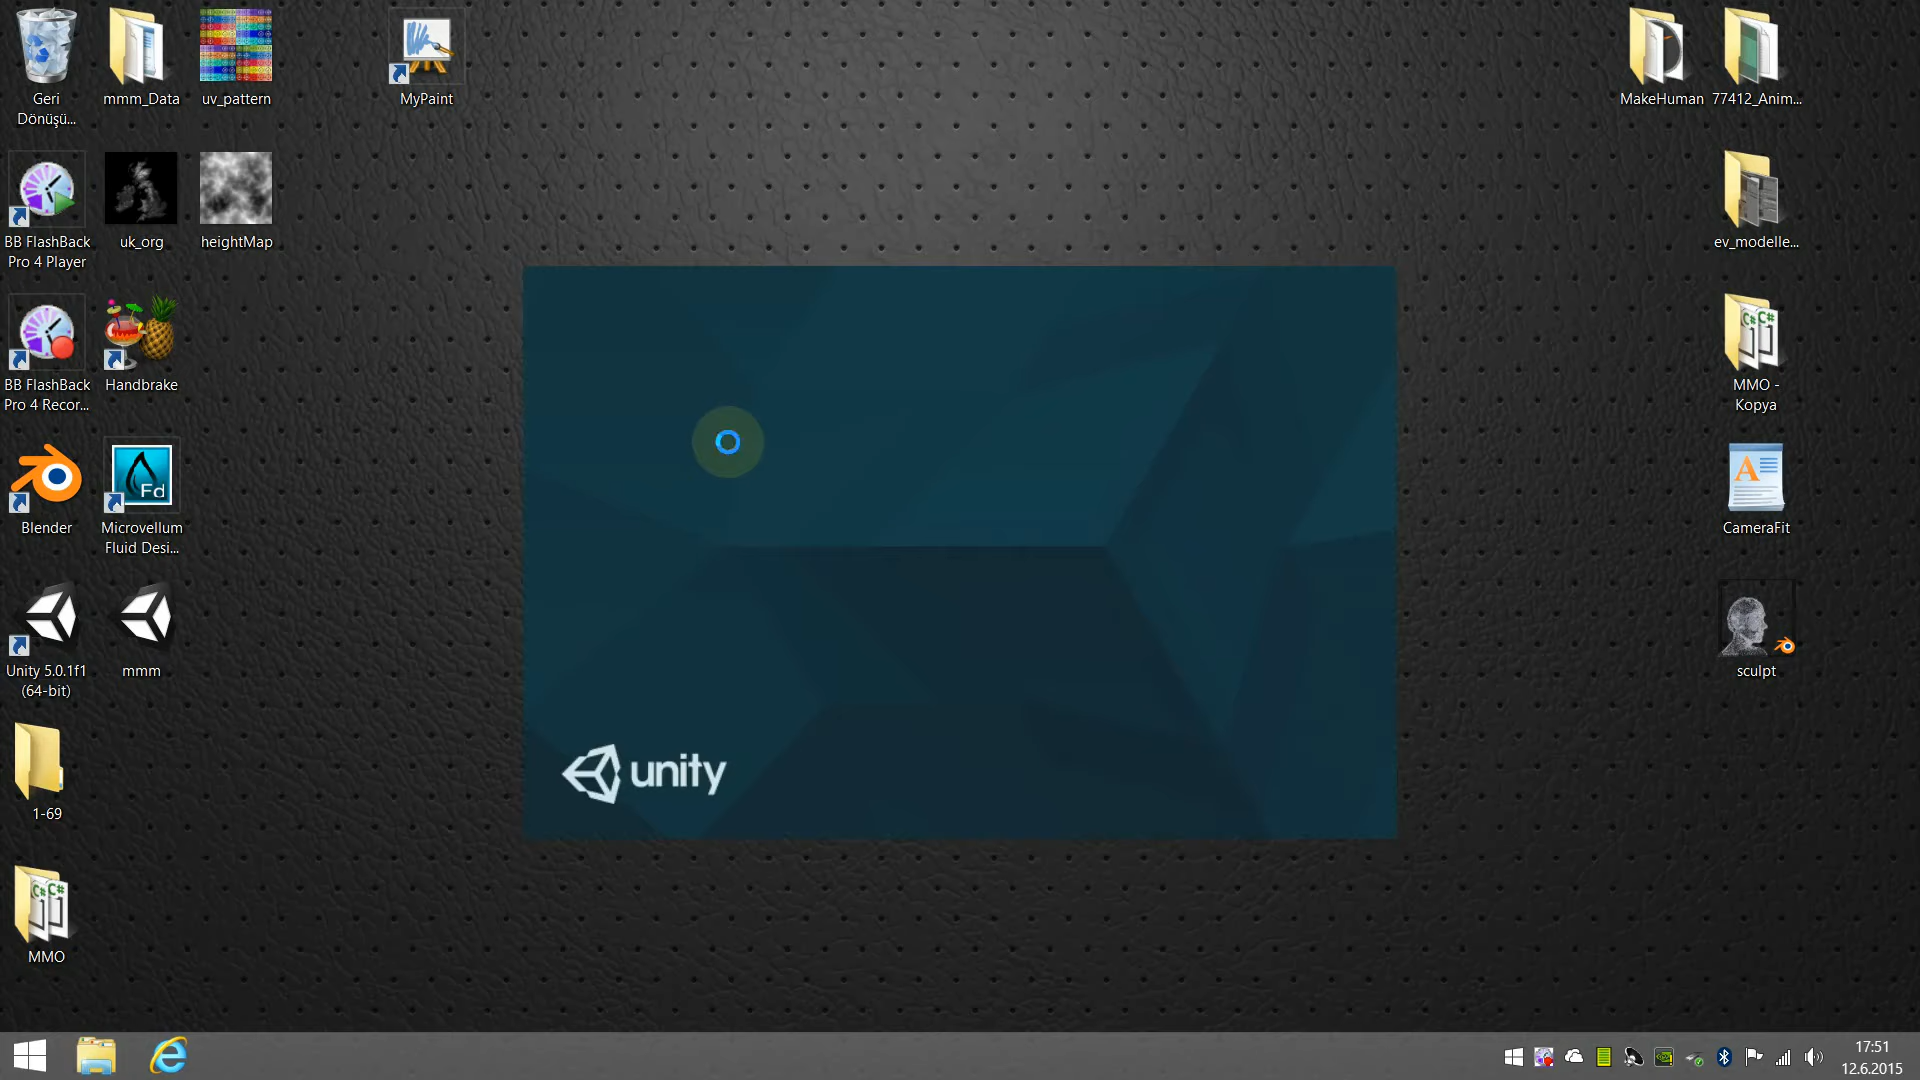 Geri
Dönüşü...
mmm_Data
uv_pattern
MyPaint
MakeHuman
77412_Anim...
BB FlashBack
Pro 4 Player
uk_org
heightMap
ev_modelle...
BB FlashBack
Pro 4 Recor...
Handbrake
MMO -
Kopya
Blender
Fd
Microvellum
Fluid Desi...
CameraFit
Unity 5.0.1f1
(64-bit)
mmm
sculpt
unity
1-69
C# C#
MMO
17:51
12.6.2015